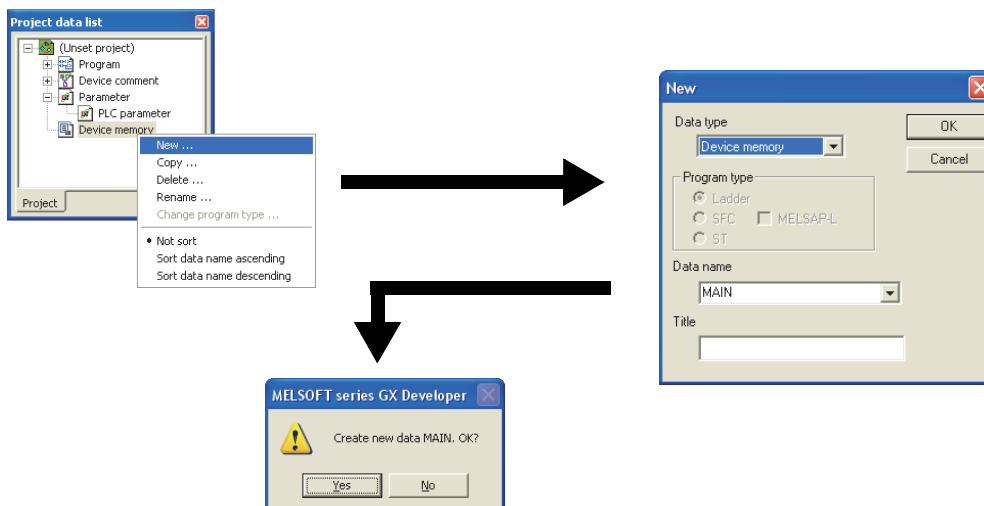 Project data list
(Unset project)
Program
Device comment
Parameter
PLC parameter
Device memory
New ...
Copy ...
Delete ...
Rename ...
Change program type ...
Not sort
Sort data name ascending
Sort data name descending
Project
New
Data type
Device memory
OK
Cancel
Program type
Ladder
SFC
MELSAP-L
ST
Data name
MAIN
Title
MELSOFT series GX Developer
Create new data MAIN. OK?
Yes
No